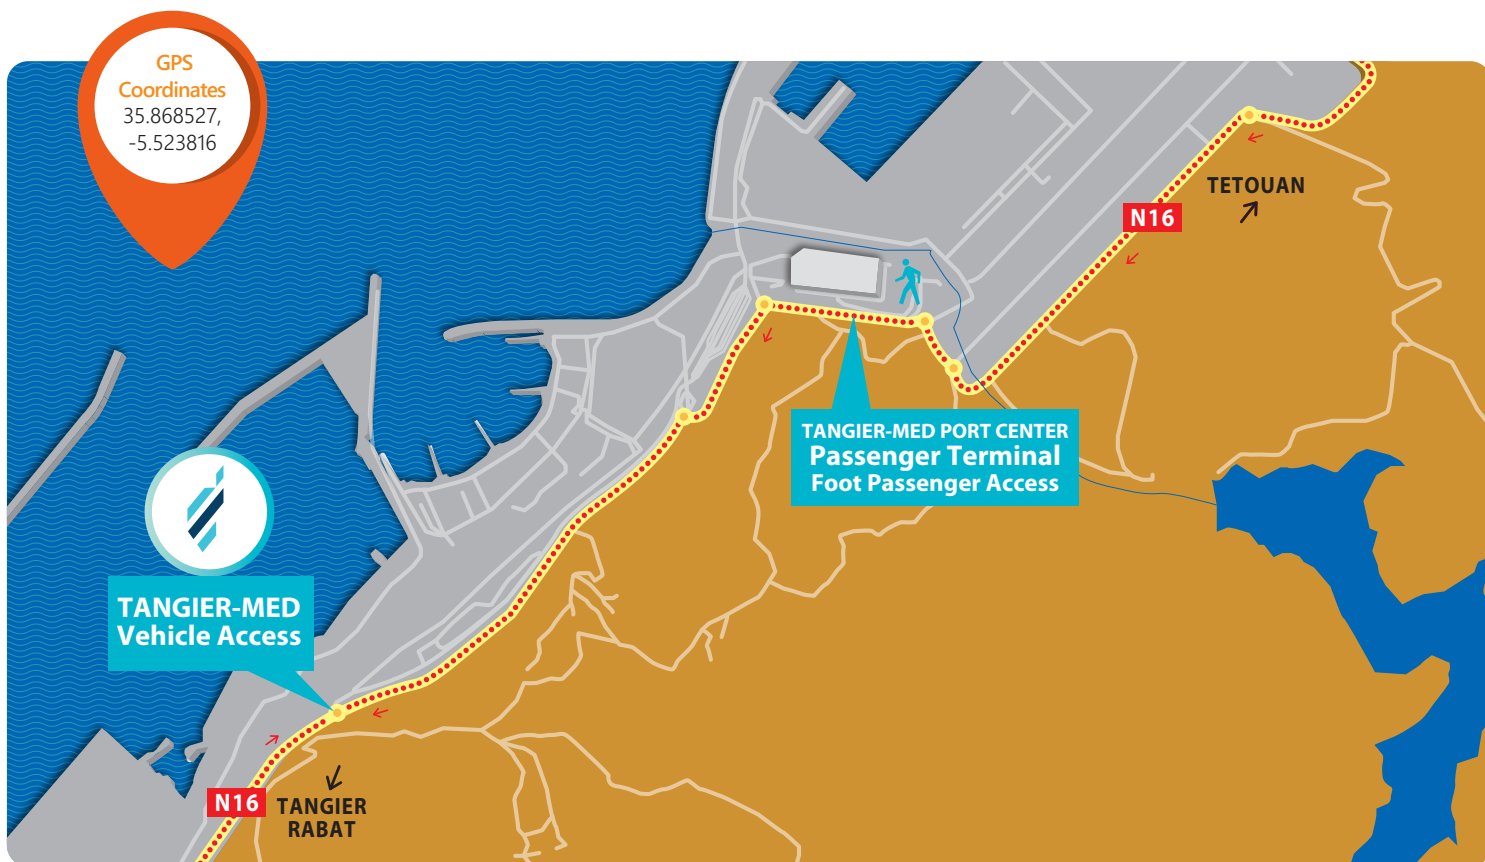 GPS
Coordinates
35.868527,
-5.523816
TETOUAN
N16
TANGIER-MED PORT CENTER
Passenger Terminal
Foot Passenger Access
TANGIER-MED
Vehicle Access
N16
TANGIER
RABAT